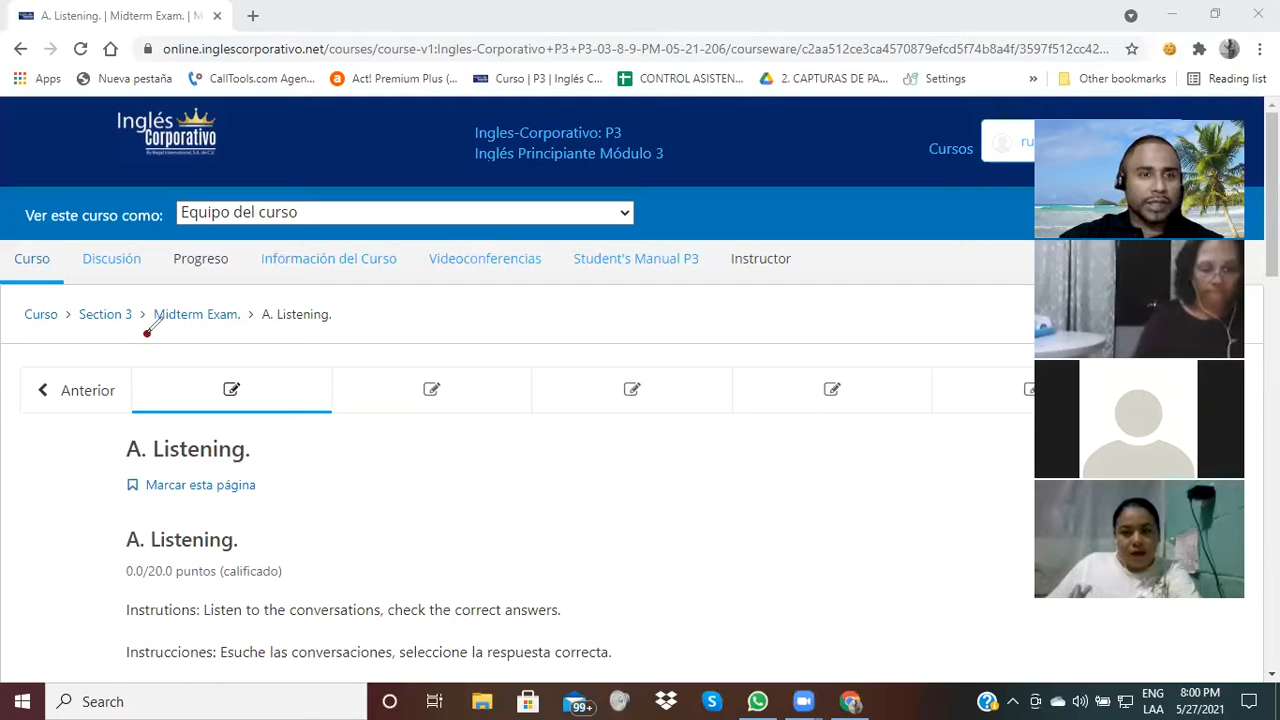 A. Listening. | Midterm Exam. | M
online.inglescorporativo.net/courses/course-v1:Ingles-Corporativo+P3+P3-03-8-9-PM-05-21-206/courseware/c2aa512ce3ca4570879efcd5f74b8a4f/3597f512cc42...
Apps Nueva pestaña CallTools.com Agen... Act! Premium Plus (... Curso | P3 | Inglés C... CONTROL ASISTEN... 2. CAPTURAS DE PA... Settings » Other bookmarks Reading list
Inglés Corporativo
By Regal International, S.A. de C.V.
Ingles-Corporativo: P3
Inglés Principiante Módulo 3
Cursos ru
Ver este curso como: Equipo del curso
Curso Discusión Progreso Información del Curso Videoconferencias Student's Manual P3 Instructor
Curso > Section 3 > Midterm Exam. > A. Listening.
Anterior
A. Listening.
Marcar esta página
A. Listening.
0.0/20.0 puntos (calificado)
Instrutions: Listen to the conversations, check the correct answers.
Instrucciones: Esuche las conversaciones, seleccione la respuesta correcta.
Search 99+ ENG 8:00 PM
LAA 5/27/2021